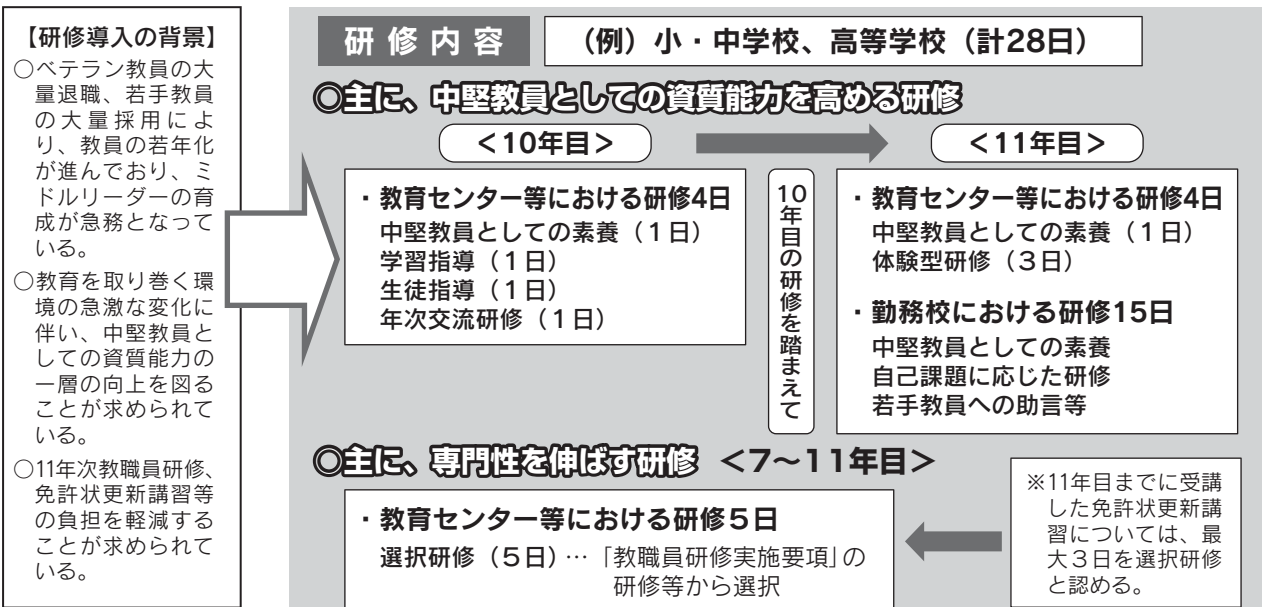 【研修導入の背景】
○ベテラン教員の大
量退職、若手教員
の大量採用によ
り、教員の若年化
が進んでおり、ミ
ドルリーダーの育
成が急務となって
いる。
○教育を取り巻く環
境の急激な変化に
伴い、中堅教員と
しての資質能力の
一層の向上を図る
ことが求められて
いる。
○11年次教職員研修、
免許状更新講習等
の負担を軽減する
ことが求められて
いる。
研修内容
（例）小・中学校、高等学校（計28日）
◎主に、中堅教員としての資質能力を高める研修
＜10年目＞
・教育センター等における研修4日
中堅教員としての素養（１日）
学習指導（１日）
生徒指導（１日）
年次交流研修（１日）
10年目の研修を踏まえて
＜11年目＞
・教育センター等における研修4日
中堅教員としての素養（１日）
体験型研修（３日）
・勤務校における研修15日
中堅教員としての素養
自己課題に応じた研修
若手教員への助言等
◎主に、専門性を伸ばす研修 ＜7～11年目＞
・教育センター等における研修５日
選択研修（５日）…「教職員研修実施要項」の
研修等から選択
※11年目までに受講
した免許状更新講
習については、最
大３日を選択研修
と認める。